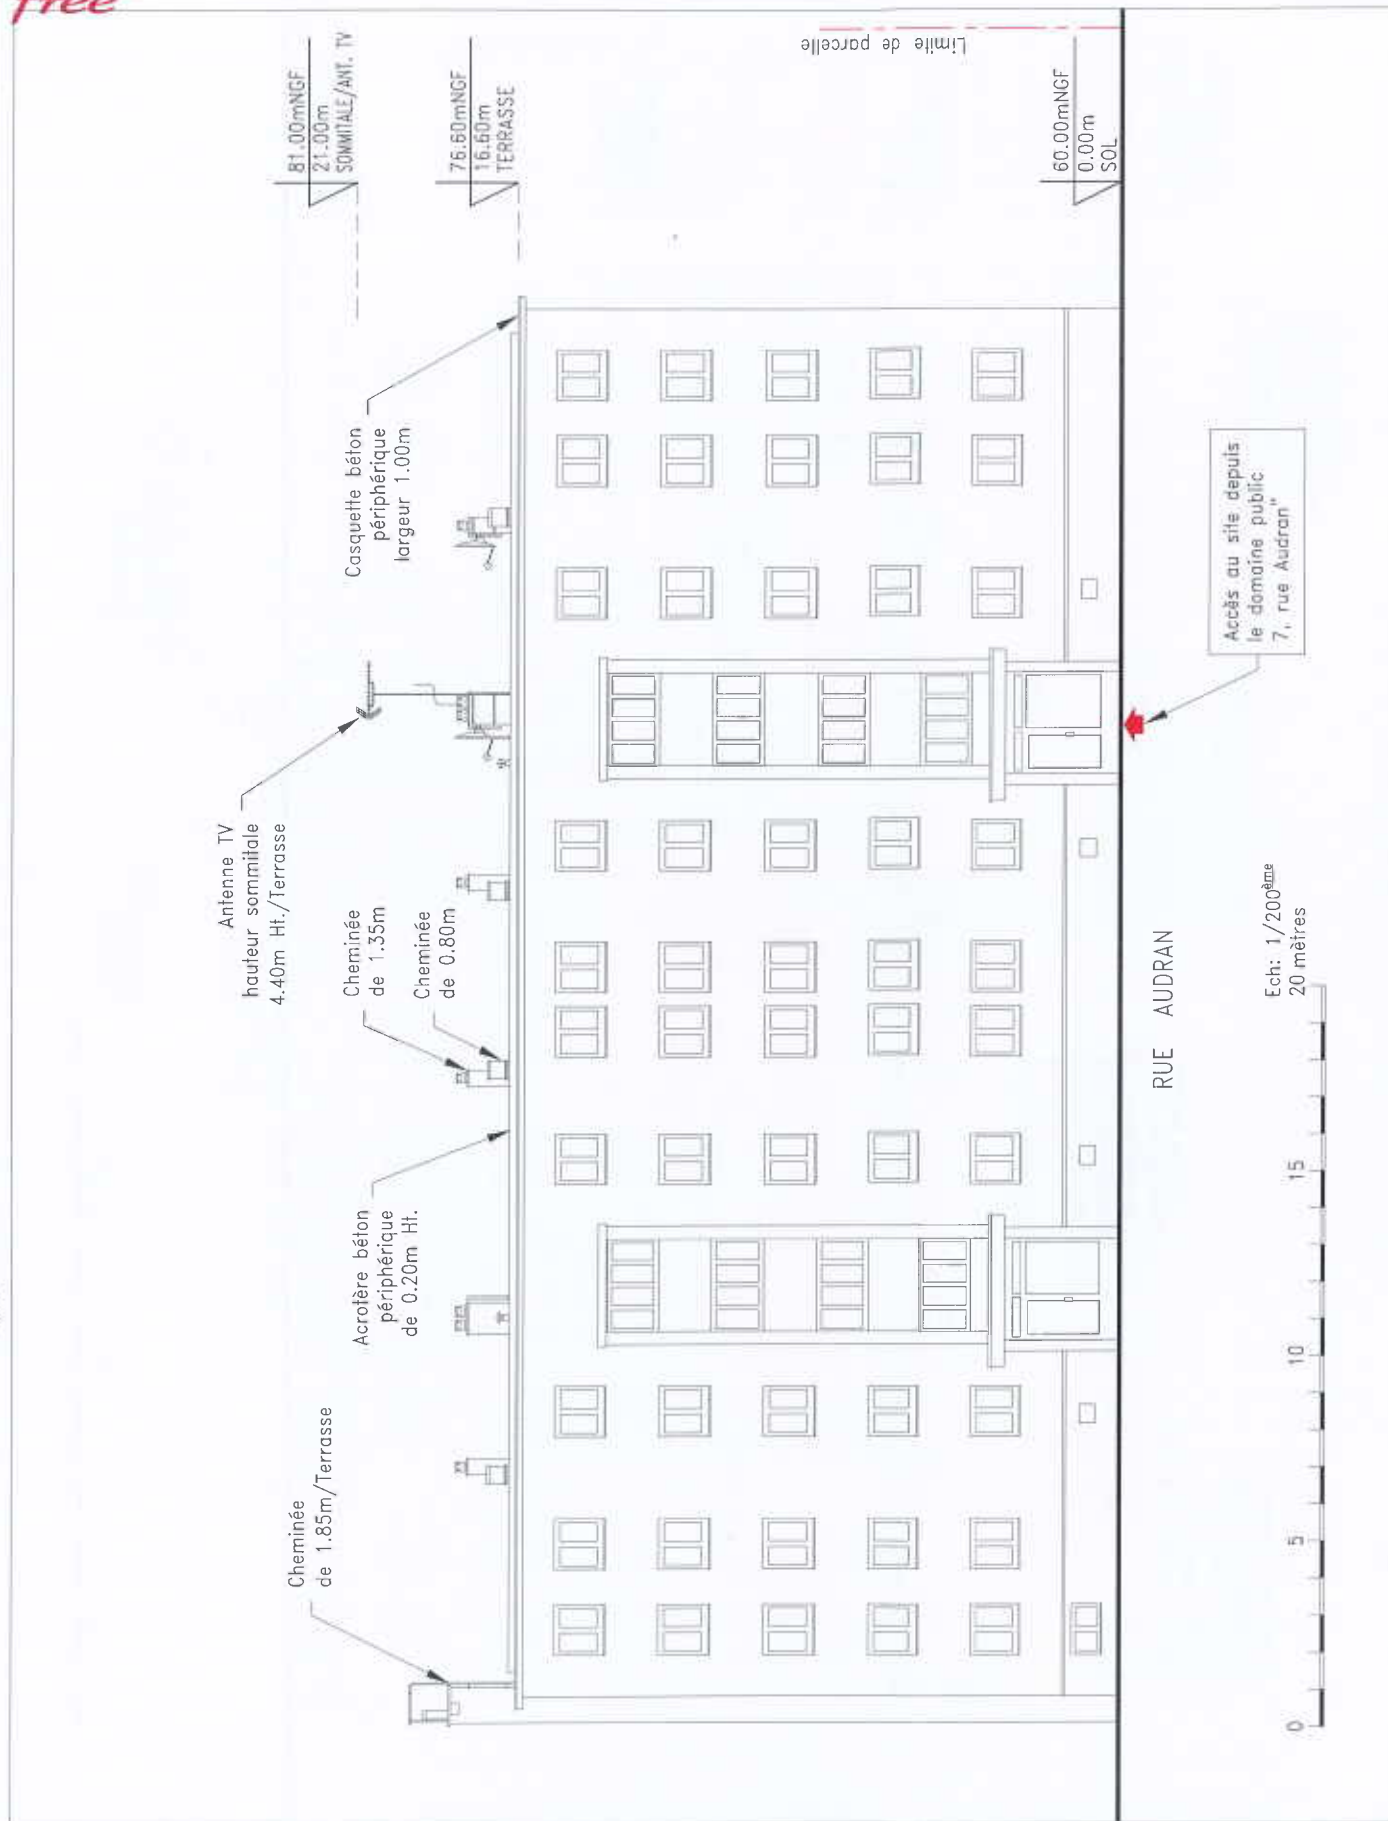 free
81.00mNGF
21.00m
SOMMITALE/ANT. TV
76.60mNGF
16.60m
TERRASSE
60.00mNGF
0.00m
SOL
Limite de parcelle
Cheminée
de 1.85m/Terrasse
Acrotère béton
périphérique
de 0.20m Ht.
Cheminée
de 1.35m
Cheminée
de 0.80m
Antenne TV
hauteur sommitale
4.40m Ht./Terrasse
Casquette béton
périphérique
largeur 1.00m
Accès au site depuis
le domaine public
7, rue Audran"
RUE AUDRAN
Ech: 1/200ème
20 mètres
0 5 10 15